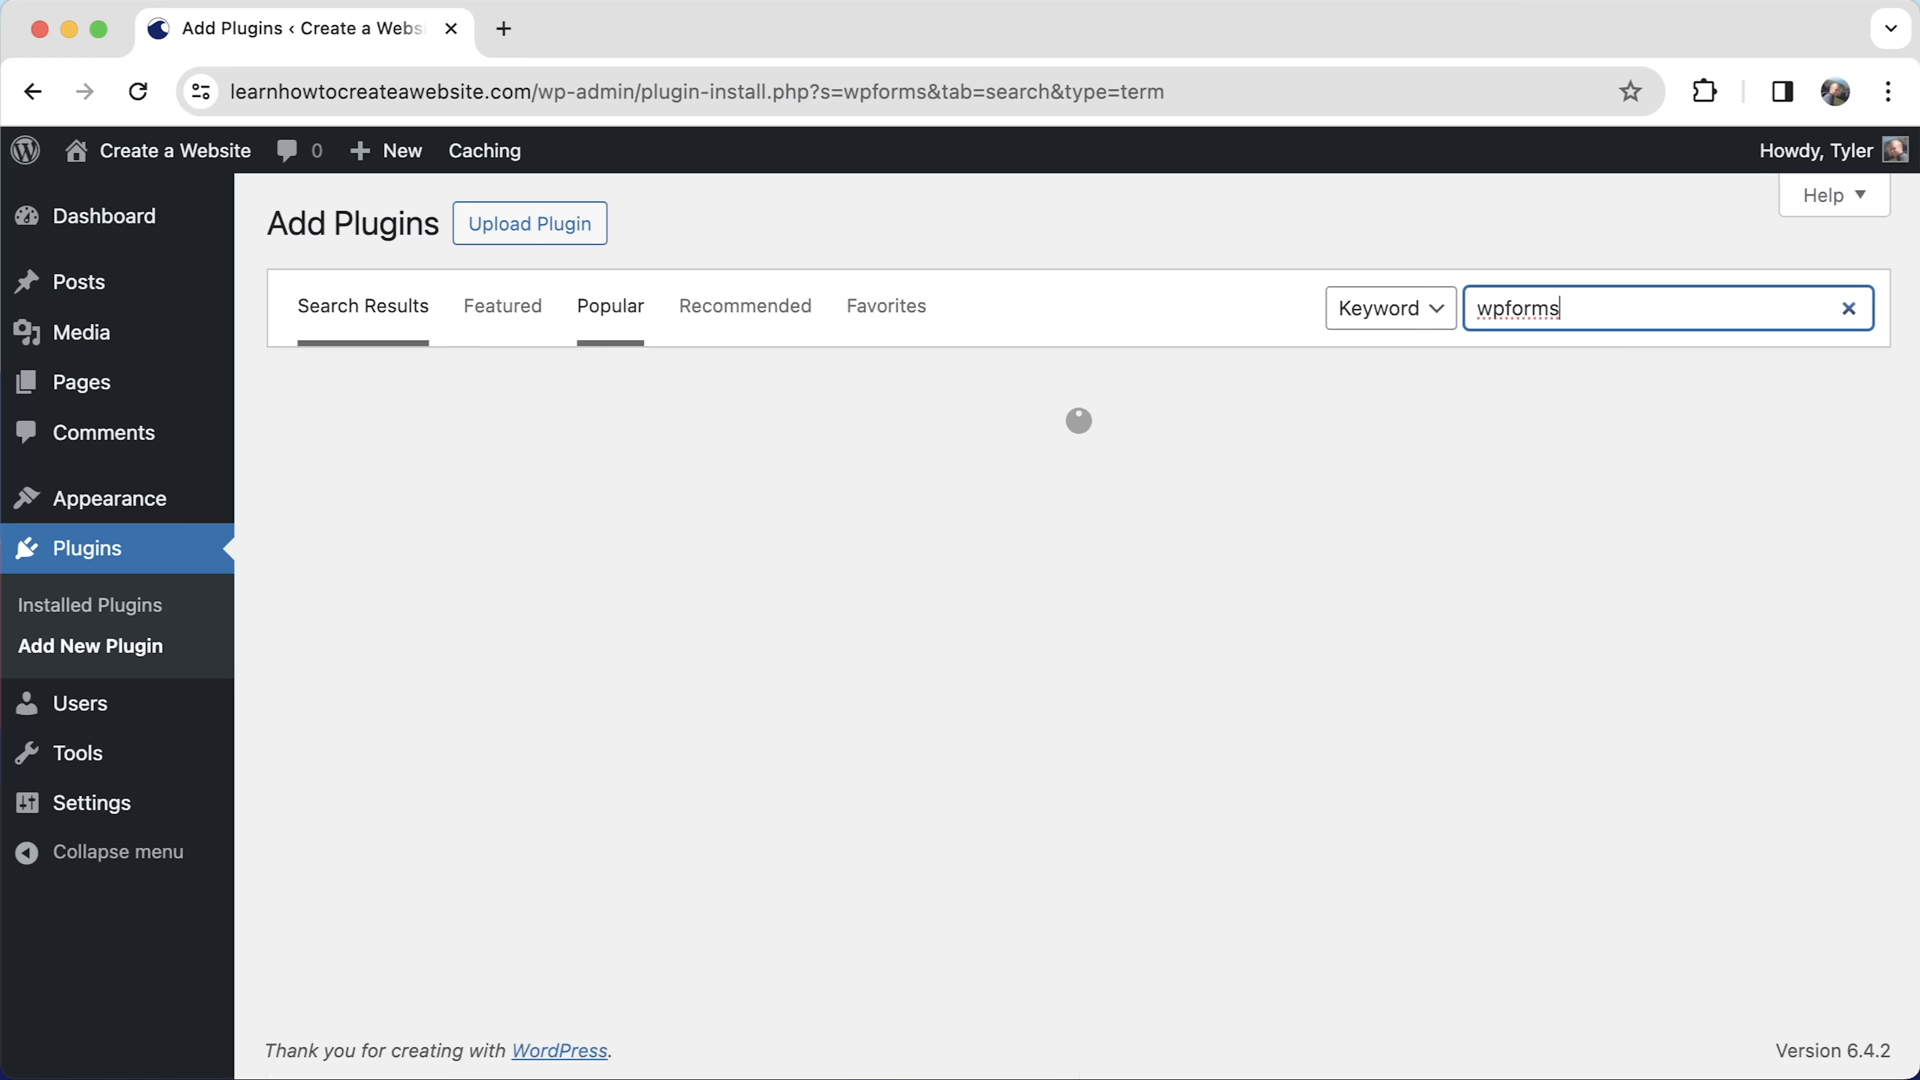 Add Plugins ‹ Create a Webs
learnhowtocreateawebsite.com/wp-admin/plugin-install.php?s=wpforms&tab=search&type=term
Create a Website 0 New Caching Howdy, Tyler
Help
Add Plugins Upload Plugin
Search Results Featured Popular Recommended Favorites Keyword wpforms
Dashboard
Posts
Media
Pages
Comments
Appearance
Plugins
Installed Plugins
Add New Plugin
Users
Tools
Settings
Collapse menu
Thank you for creating with WordPress. Version 6.4.2